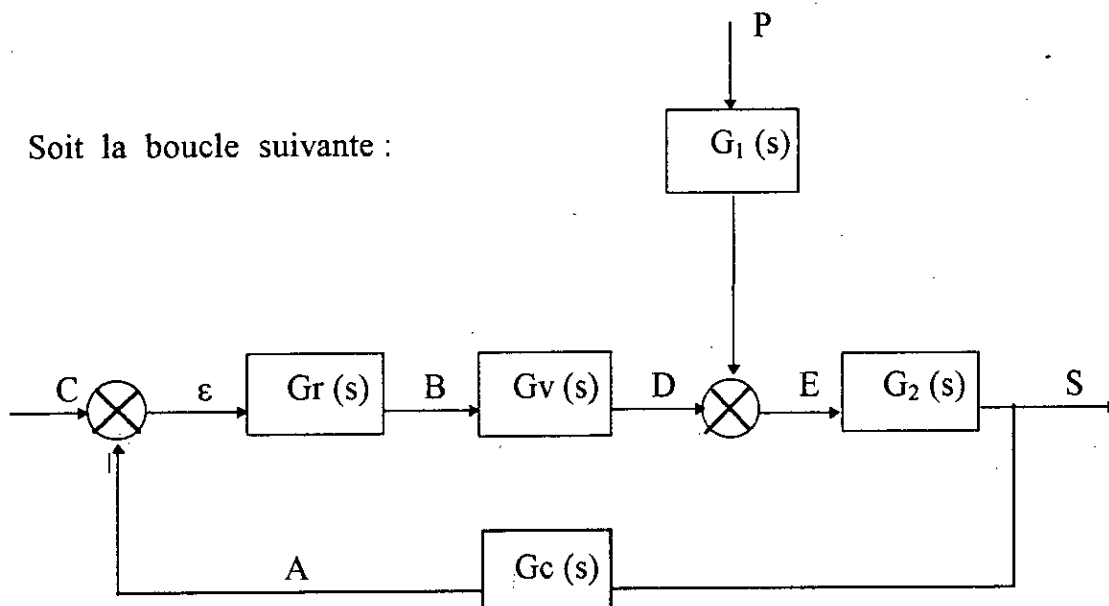 P
G₁ (s)
Soit la boucle suivante :
C ε Gr (s) B Gv (s) D E G₂ (s) S
A Gc (s)